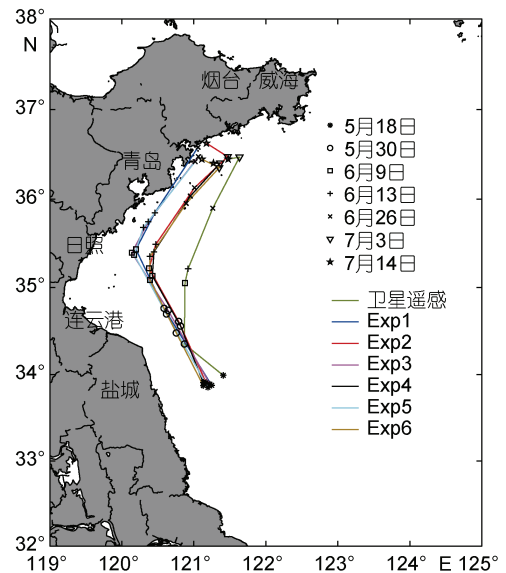 38°
N
37°
36°
35°
34°
33°
32°
烟台 威海
青岛
日照
连云港
盐城
5月18日
5月30日
6月9日
6月13日
6月26日
7月3日
7月14日
卫星遥感
Exp1
Exp2
Exp3
Exp4
Exp5
Exp6
119° 120° 121° 122° 123° 124° E 125°